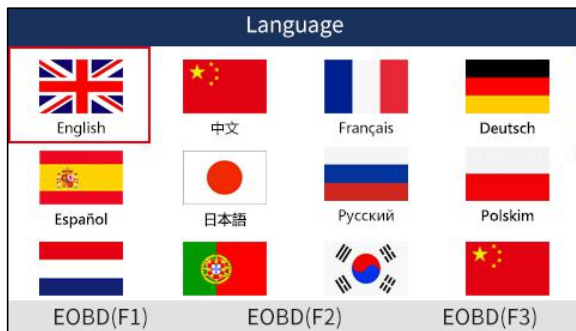 Language
English 中文 Français Deutsch
Español 日本語 Русский Polskim
EOBD(F1) EOBD(F2) EOBD(F3)